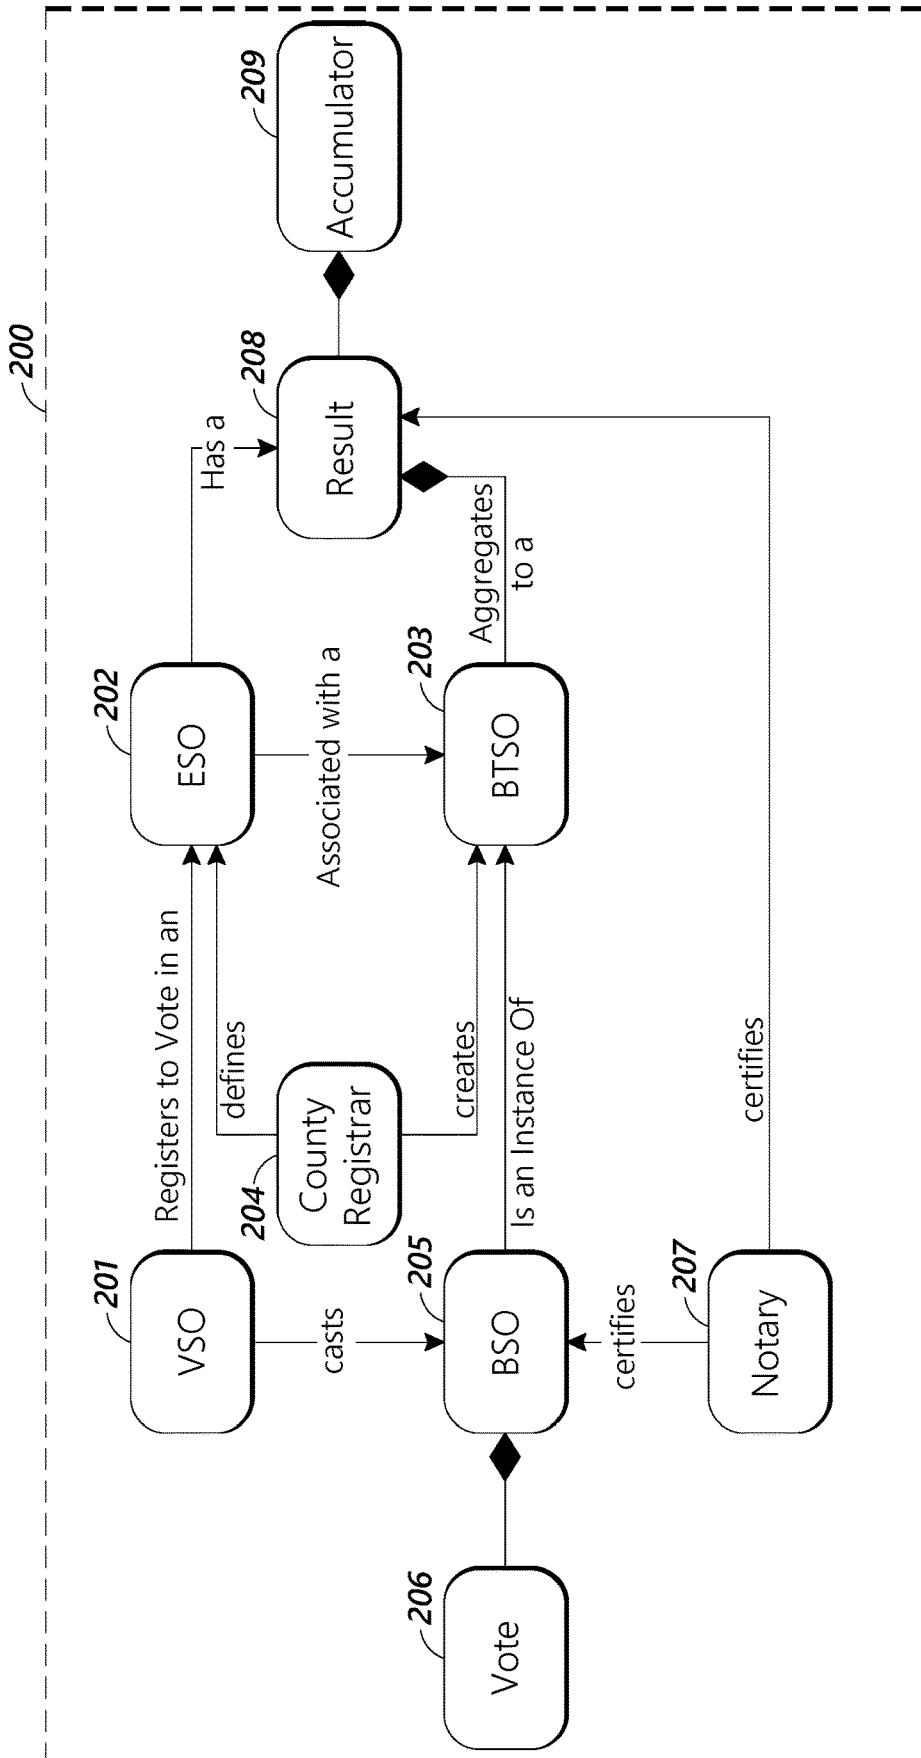 200
201
VSO
Registers to Vote in an
202
ESO
Has a
defines
204
County
Registrar
casts
Associated with a
208
Result
209
Accumulator
creates
206
Vote
205
BSO
Is an Instance Of
203
BTSO
Aggregates
to a
certifies
207
Notary
certifies